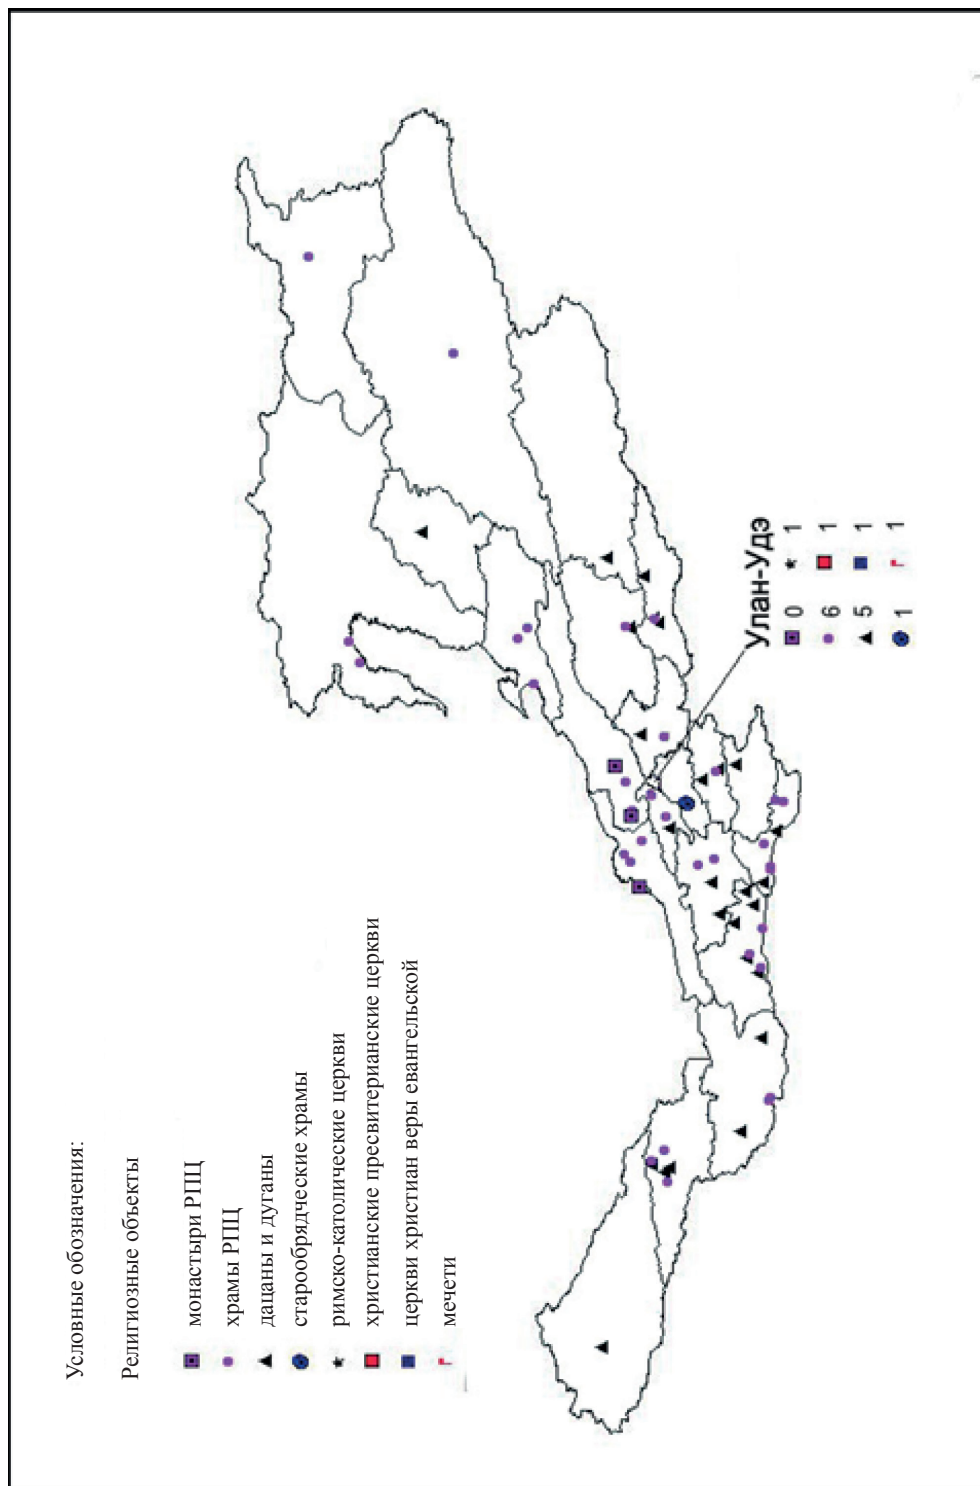 Условные обозначения:
Религиозные объекты
монастыри РПЦ
храмы РПЦ
дацаны и дуганы
старообрядческие храмы
римско-католические церкви
христианские пресвитерианские церкви
церкви христиан веры евангельской
мечети
Улан-Удэ
0 1
6 1
5 1
1 1